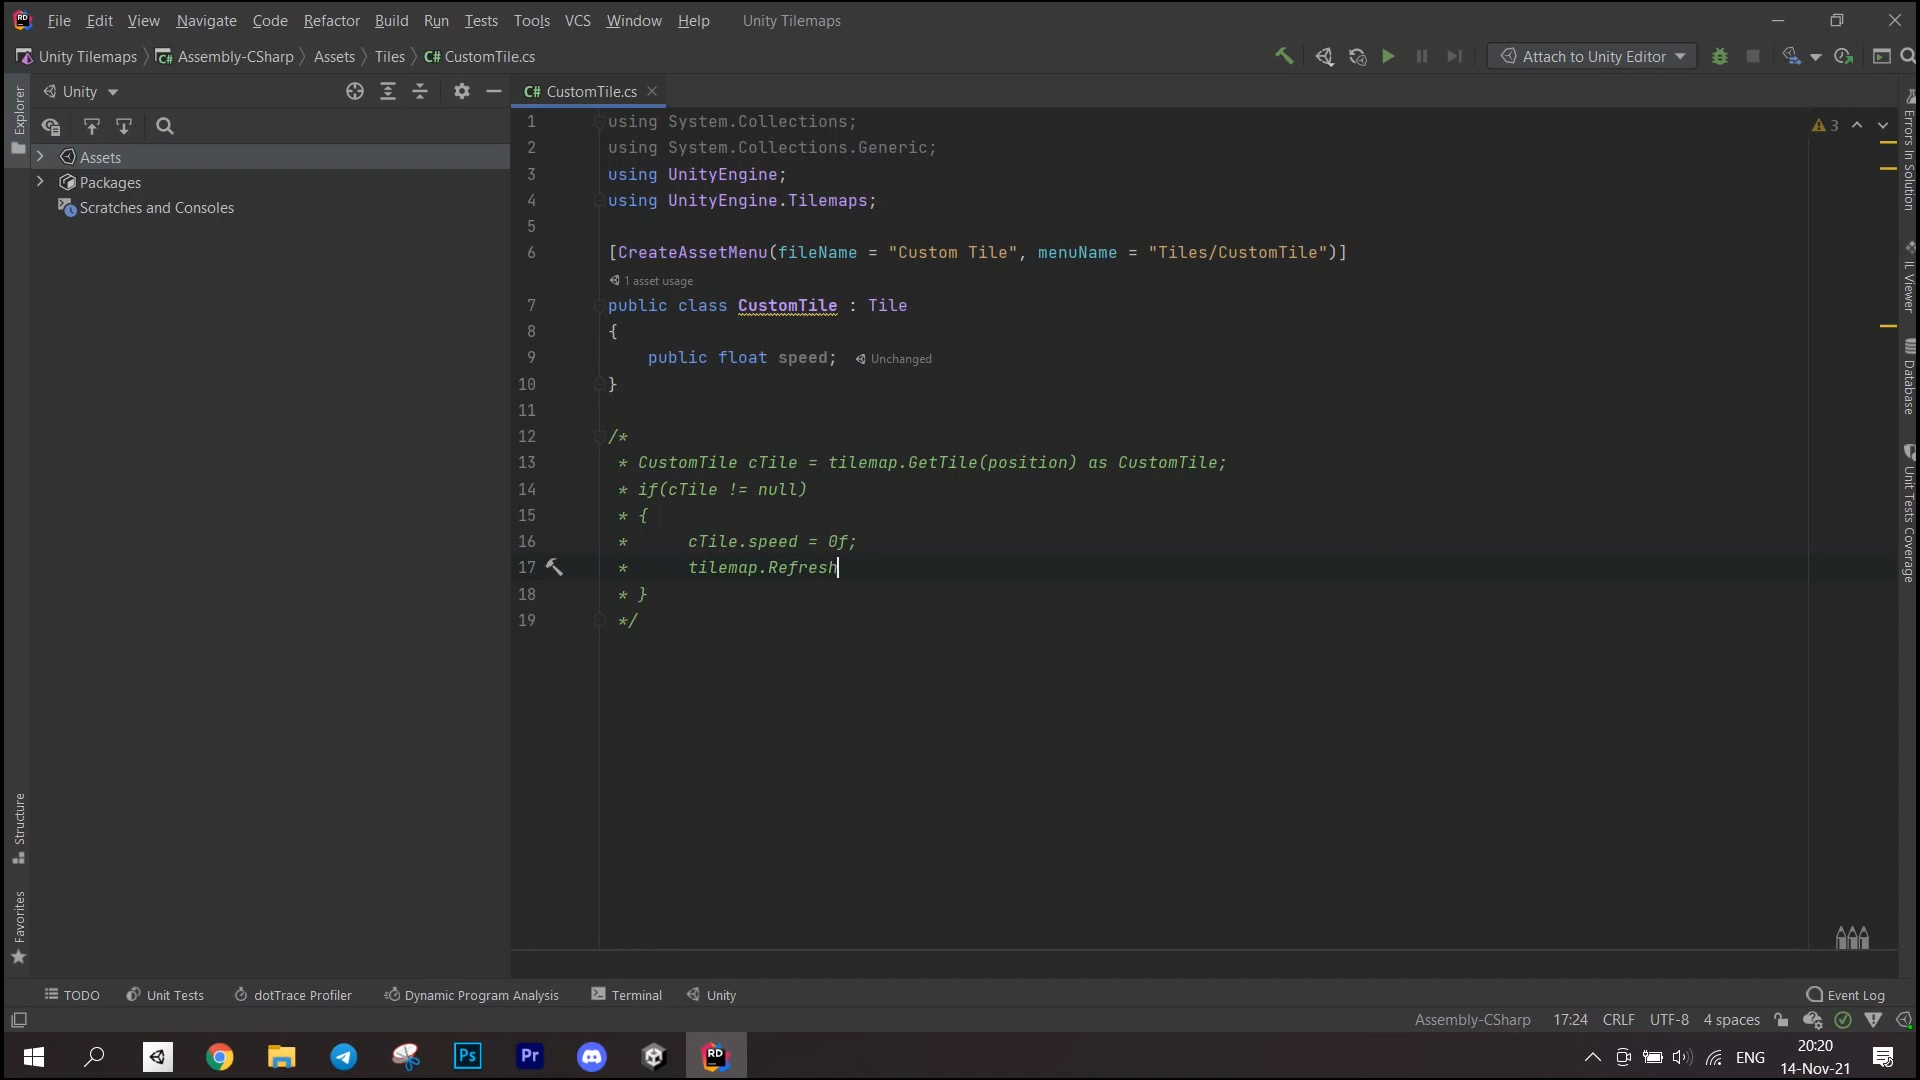 File Edit View Navigate Code Refactor Build Run Tests Tools VCS Window Help Unity Tilemaps
Unity Tilemaps Assembly-CSharp Assets Tiles C# CustomTile.cs
Attach to Unity Editor
Unity
C# CustomTile.cs
Explorer
Assets
Packages
Scratches and Consoles
1 using System.Collections;
2 using System.Collections.Generic;
3 using UnityEngine;
4 using UnityEngine.Tilemaps;
5
6 [CreateAssetMenu(fileName = "Custom Tile", menuName = "Tiles/CustomTile")]
1 asset usage
7 public class CustomTile : Tile
8 {
9 public float speed; Unchanged
10 }
11
12 /*
13 * CustomTile cTile = tilemap.GetTile(position) as CustomTile;
14 * if(cTile != null)
15 * {
16 * cTile.speed = 0f;
17 * tilemap.Refresh
18 * }
19 */
3
Errors In Solution
IL Viewer
Database
Unit Tests Coverage
Structure
Favorites
TODO Unit Tests dotTrace Profiler Dynamic Program Analysis Terminal Unity Event Log
Assembly-CSharp 17:24 CRLF UTF-8 4 spaces
Ps Pr RD ENG 20:20
14-Nov-21